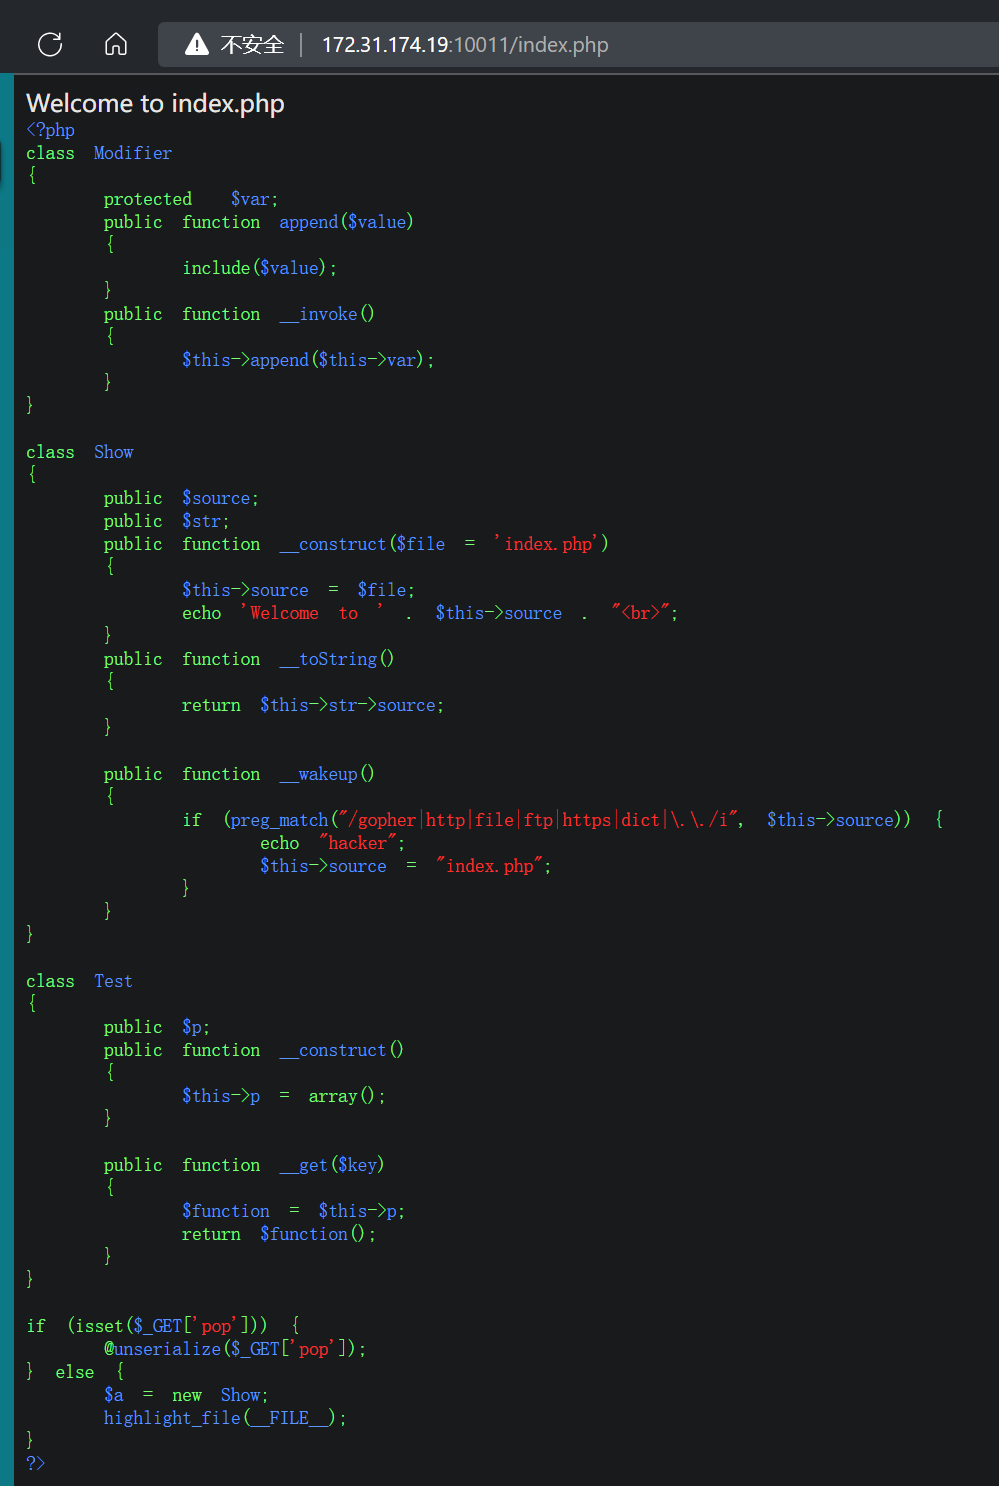 不安全 | 172.31.174.19:10011/index.php
Welcome to index.php
<?php
class Modifier
{
protected $var;
public function append($value)
{
include($value);
}
public function __invoke()
{
$this->append($this->var);
}
}
class Show
{
public $source;
public $str;
public function __construct($file = 'index.php')
{
$this->source = $file;
echo 'Welcome to ' . $this->source . "<br>";
}
public function __toString()
{
return $this->str->source;
}
public function __wakeup()
{
if (preg_match("/gopher|http|file|ftp|https|dict|\.\./i", $this->source)) {
echo "hacker";
$this->source = "index.php";
}
}
}
class Test
{
public $p;
public function __construct()
{
$this->p = array();
}
public function __get($key)
{
$function = $this->p;
return $function();
}
}
if (isset($_GET['pop'])) {
@unserialize($_GET['pop']);
} else {
$a = new Show;
highlight_file(__FILE__);
}
?>